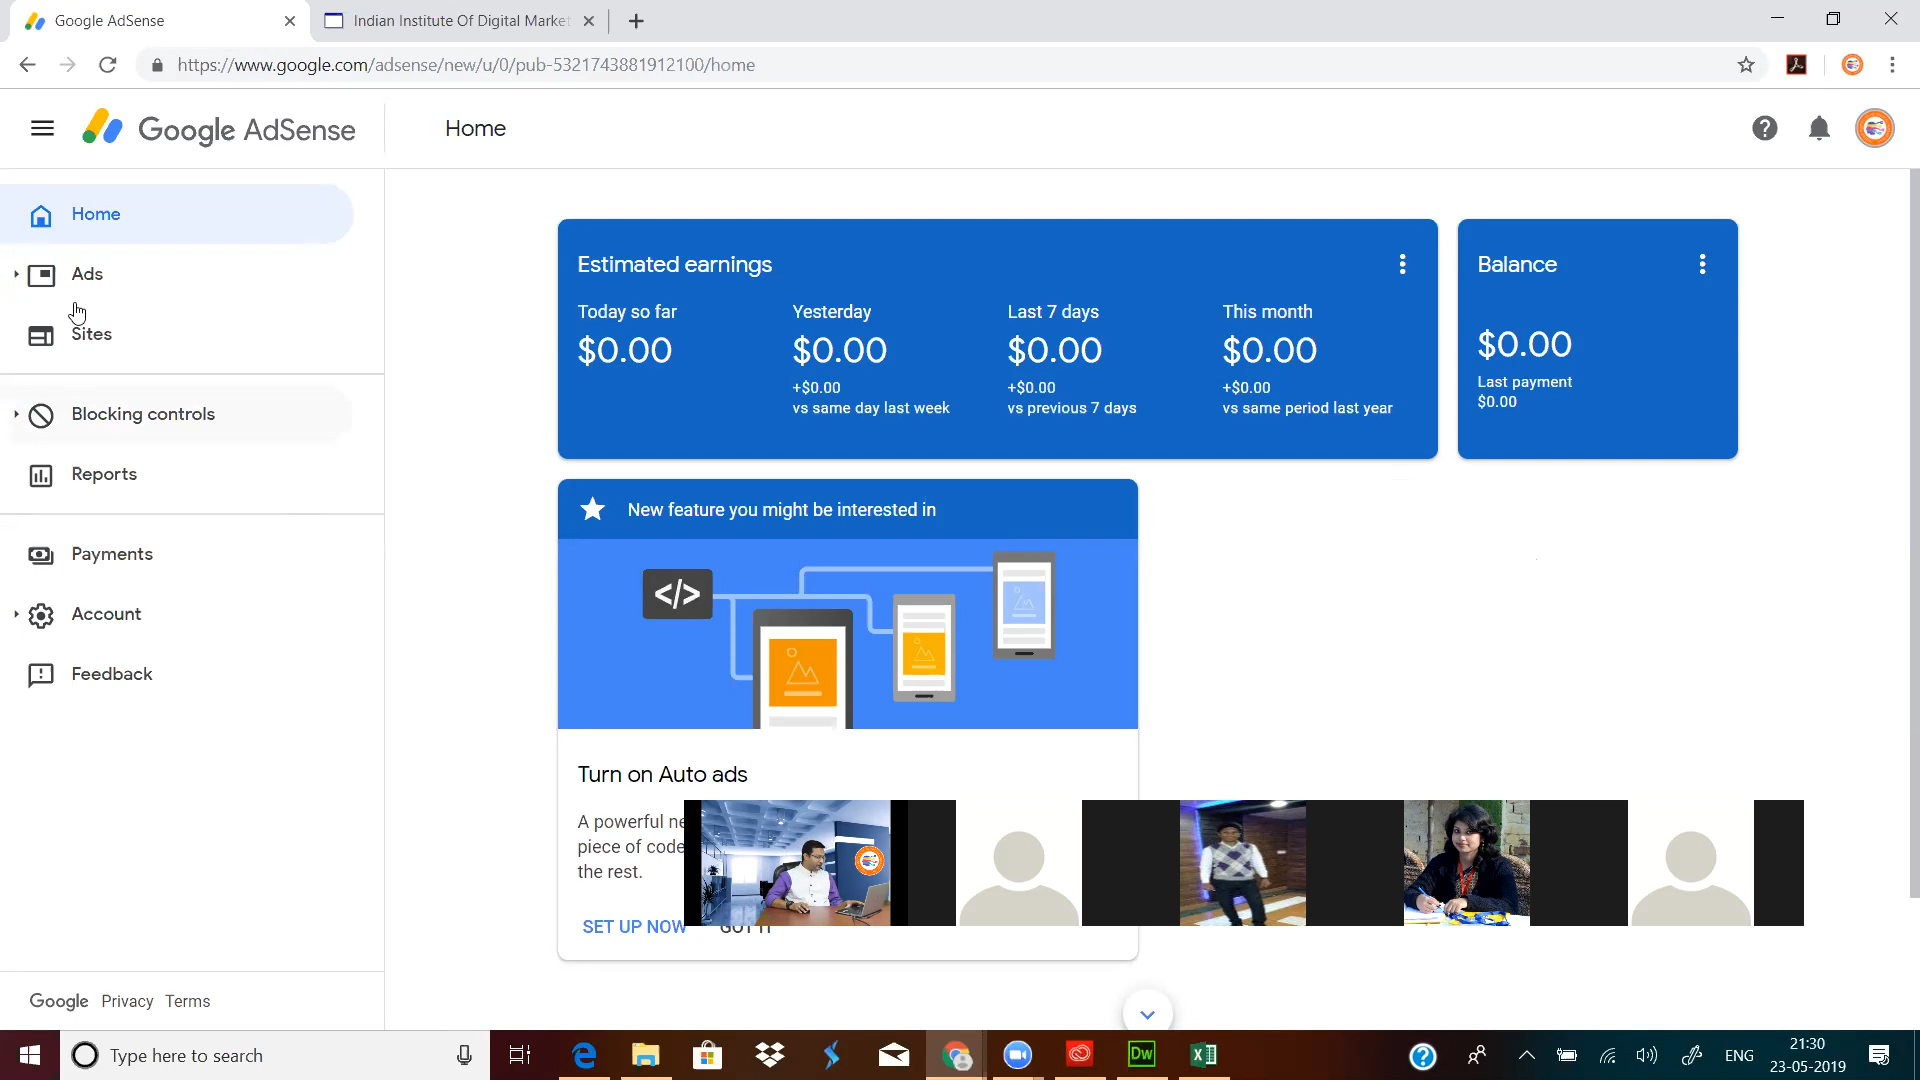 Google AdSense
Indian Institute Of Digital Market
https://www.google.com/adsense/new/u/0/pub-5321743881912100/home
Google AdSense
Home
Home
Ads
Sites
Blocking controls
Reports
Payments
Account
Feedback
Google Privacy Terms
Estimated earnings
Today so far
$0.00
Yesterday
$0.00
+$0.00
vs same day last week
Last 7 days
$0.00
+$0.00
vs previous 7 days
This month
$0.00
+$0.00
vs same period last year
Balance
$0.00
Last payment
$0.00
New feature you might be interested in
</>
Turn on Auto ads
A powerful ne
piece of code
the rest.
SET UP NOW
GOT IT
Type here to search
Dw
ENG
21:30
23-05-2019